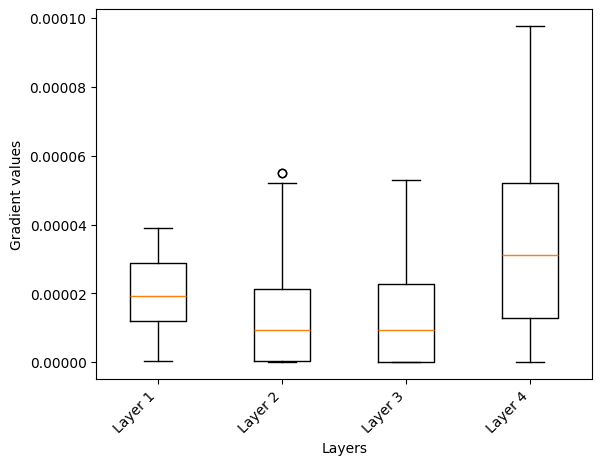 0.00010
0.00008
0.00006
0.00004
0.00002
0.00000
Gradient values
Layer 1
Layer 2
Layer 3
Layer 4
Layers